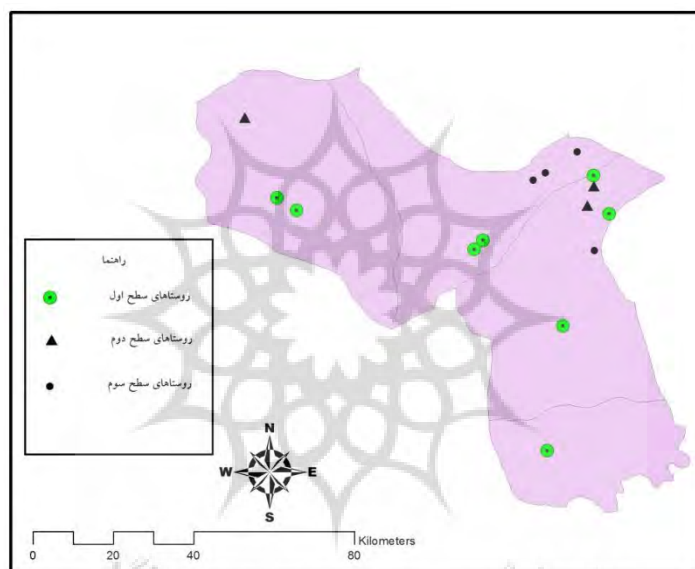 راهنما
روستاهای سطح اول
روستاهای سطح دوم
روستاهای سطح سوم
N
W E
S
Kilometers
0 20 40 80